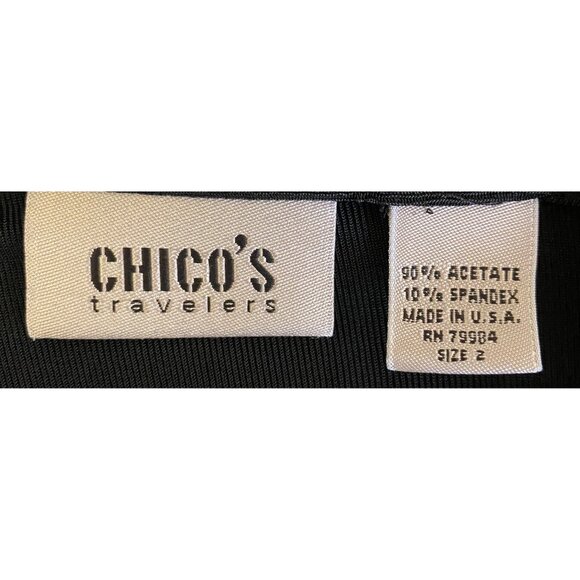 CHICO'S
travelers
90% ACETATE
10% SPANDEX
MADE IN U.S.A.
RN 79984
SIZE 2